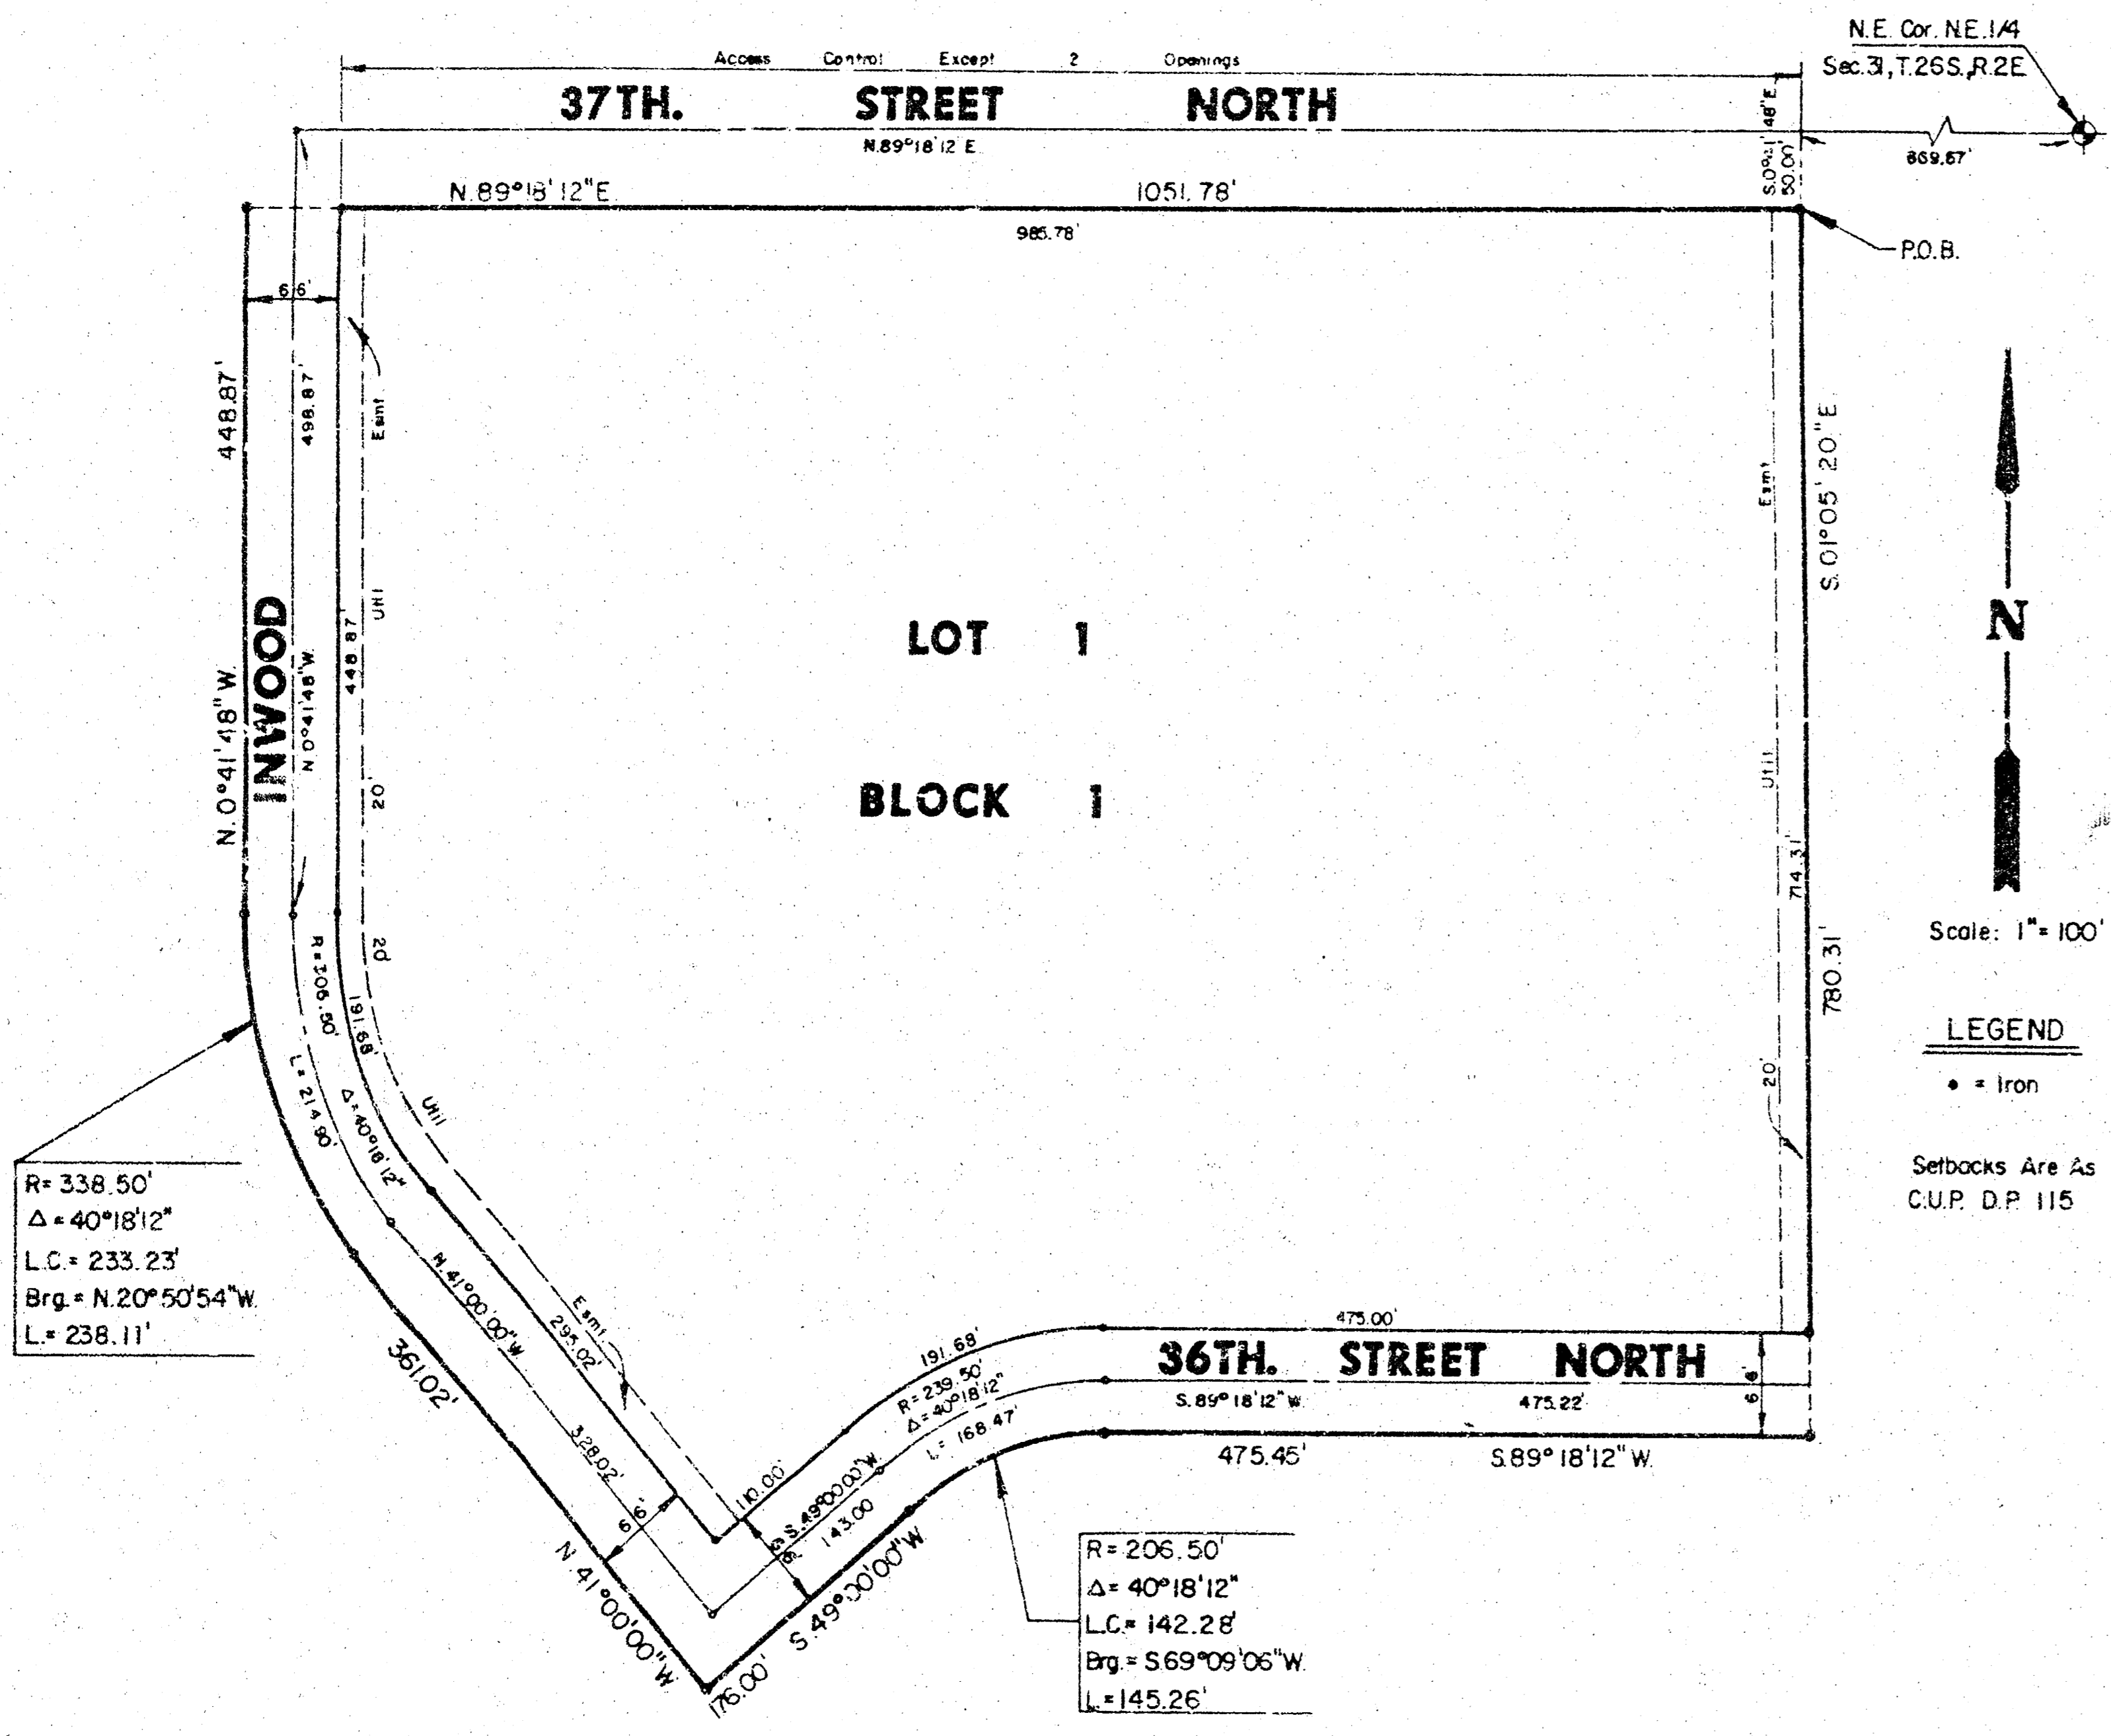 N.E. Cor. N.E.1/4
Sec.31,T.26S.,R.2E
Access Control Except 2 Openings
37TH. STREET NORTH
N.89°18'12"E
S.0°41'48"E.
50.00'
N.89°18'12"E. 1051.78'
985.78'
P.O.B.
66'
448.87'
N.0°41'48"W.
INWOOD
498.87'
N.0°41'48"W.
448.87'
Esmt
Util
20'
20'
LOT 1
BLOCK 1
Esmt
Util
20'
S.01°05'20"E.
714.31'
780.31'
N
Scale: 1"=100'
LEGEND
• = Iron
Setbacks Are As
C.U.P. D.P. 115
R=306.50'
L=214.90'
Δ=40°18'12"
191.68'
Util
Esmt.
R=338.50'
Δ=40°18'12"
L.C.=233.23'
Brg.=N.20°50'54"W.
L.=238.11'
N.41°00'00"W.
295.02'
361.02'
328.02'
66'
N.41°00'00"W.
475.00'
36TH. STREET NORTH
S.89°18'12"W.
475.22'
66'
475.45'
S.89°18'12"W.
191.68'
R=239.50'
Δ=40°18'12"
L=168.47'
110.00'
S.49°00'00"W.
143.00
66'
S.49°00'00"W.
176.00'
R=206.50'
Δ=40°18'12"
L.C.=142.28'
Brg.=S.69°09'06"W.
L.=145.26'